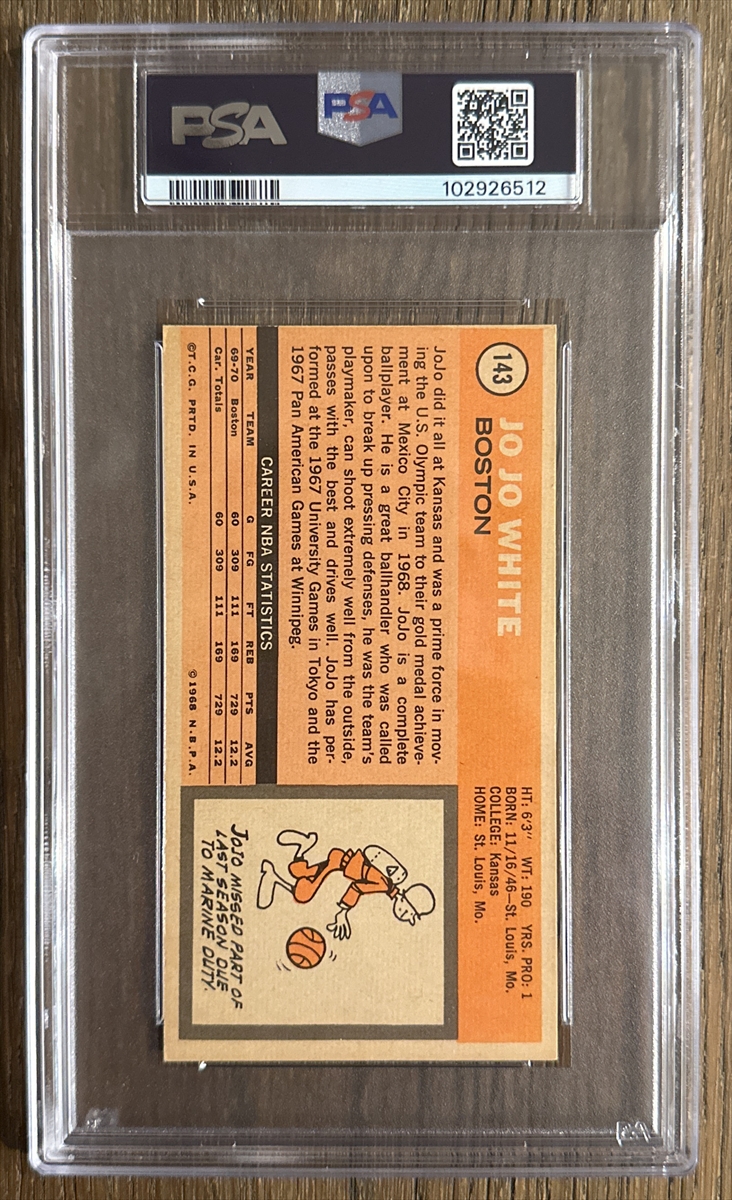 PSA
PSA
102926512
143
JO JO WHITE
BOSTON
HT: 6'3" WT: 190 YRS. PRO: 1
BORN: 11/16/46—St. Louis, Mo.
COLLEGE: Kansas
HOME: St. Louis, Mo.
JoJo did it all at Kansas and was a prime force in mov-
ing the U.S. Olympic team to their gold medal achieve-
ment at Mexico City in 1968. JoJo is a complete
ballplayer. He is a great ballhandler who was called
upon to break up pressing defenses, he was the team's
playmaker, can shoot extremely well from the outside,
passes with the best and drives well. JoJo has per-
formed at the 1967 University Games in Tokyo and the
1967 Pan American Games at Winnipeg.
CAREER NBA STATISTICS
YEAR TEAM G FG FT REB PTS AVG
69-70 Boston 60 309 111 169 729 12.2
Car. Totals 60 309 111 169 729 12.2
©T.C.G. PRTD. IN U.S.A. ©1968 N.B.P.A.
JoJo MISSED PART OF
LAST SEASON DUE
TO MARINE DUTY.